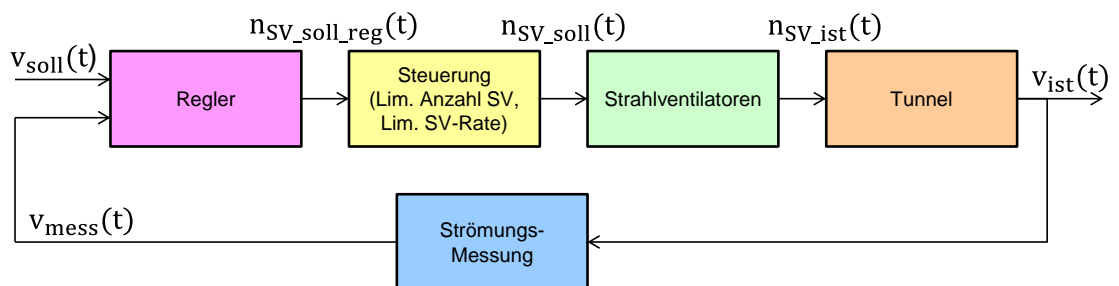 n_SV_soll_reg(t)
n_SV_soll(t)
n_SV_ist(t)
v_soll(t)
v_ist(t)
Regler
Steuerung
(Lim. Anzahl SV,
Lim. SV-Rate)
Strahlventilatoren
Tunnel
v_mess(t)
Strömungs-
Messung